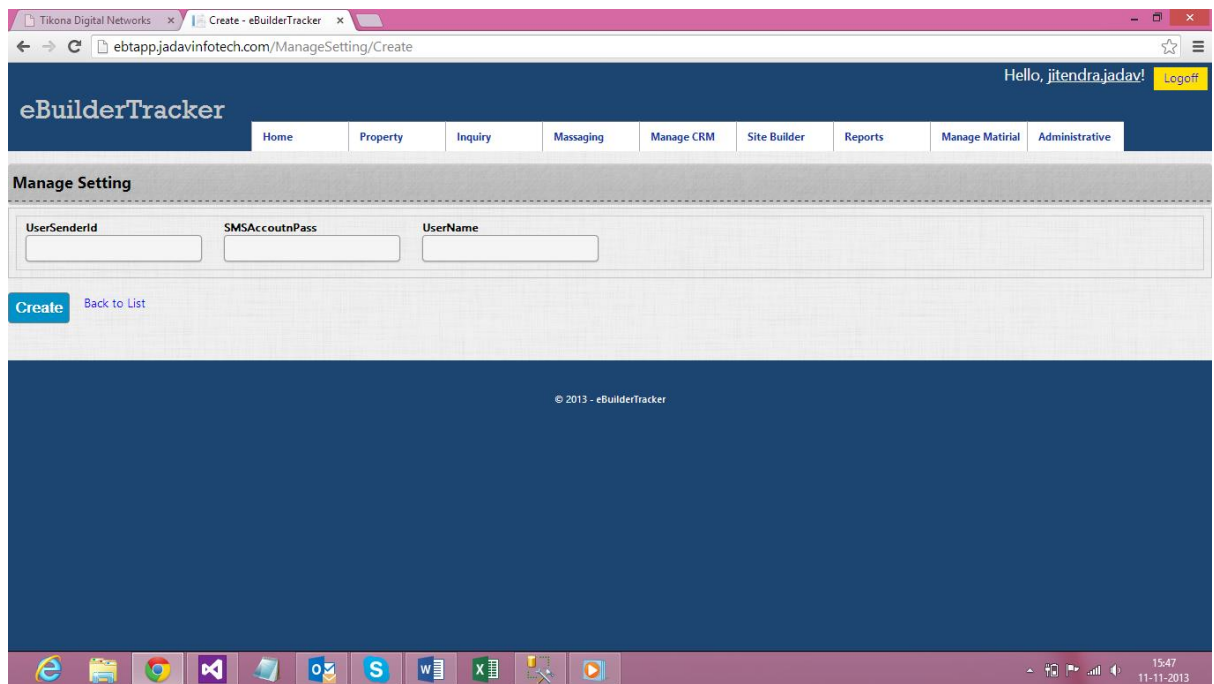 Tikona Digital Networks
Create - eBuilderTracker
ebtapp.jadavinfotech.com/ManageSetting/Create
Hello, jitendra.jadav! Logoff
eBuilderTracker
Home Property Inquiry Massaging Manage CRM Site Builder Reports Manage Matirial Administrative
Manage Setting
UserSenderId SMSAccoutnPass UserName
Create Back to List
© 2013 - eBuilderTracker
15:47
11-11-2013